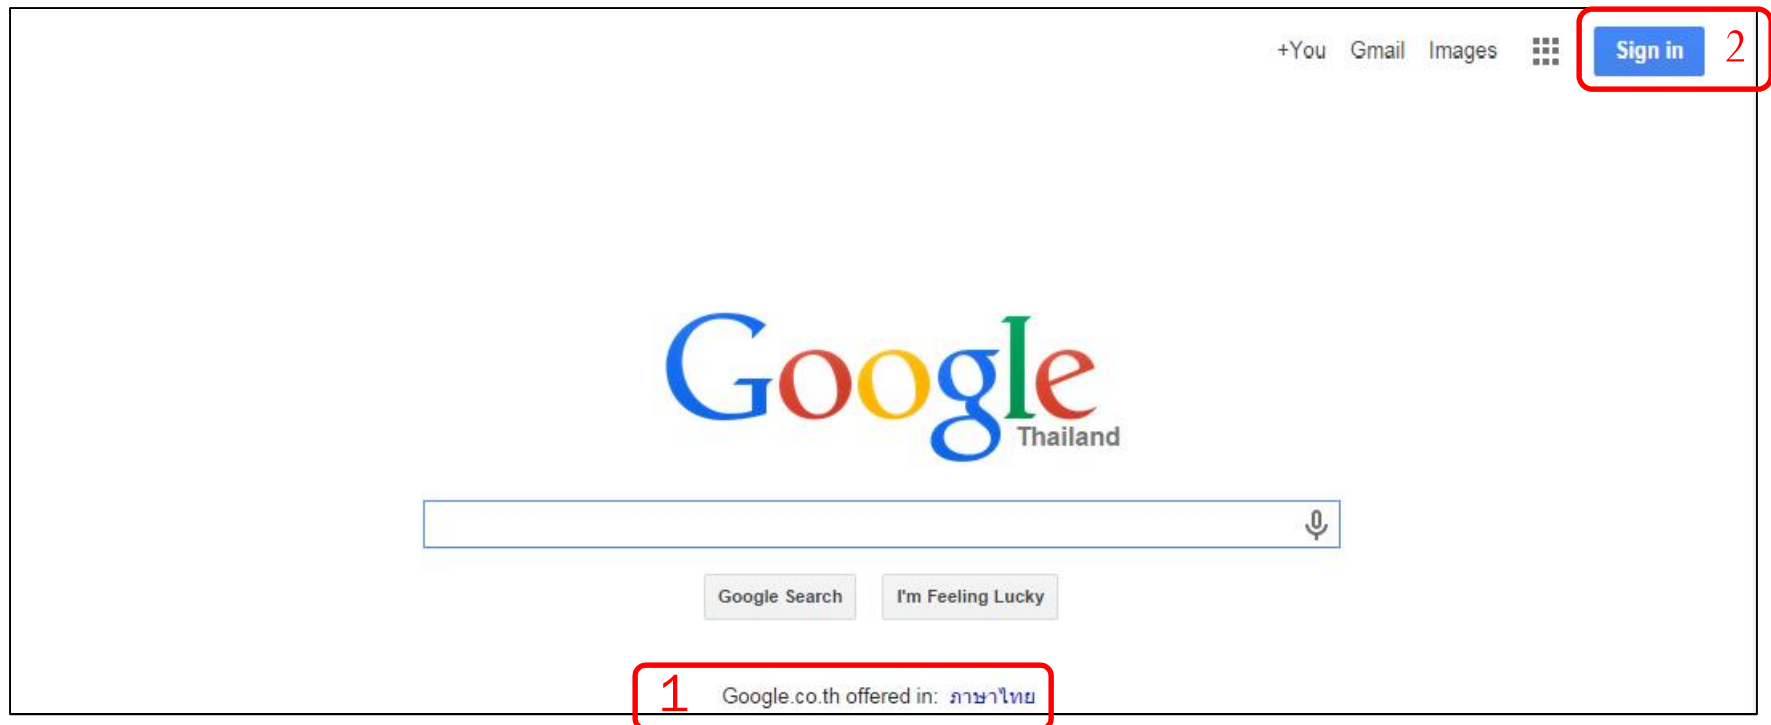 +You Gmail Images Sign in 2
Google
Thailand
Google Search I'm Feeling Lucky
1 Google.co.th offered in: ภาษาไทย